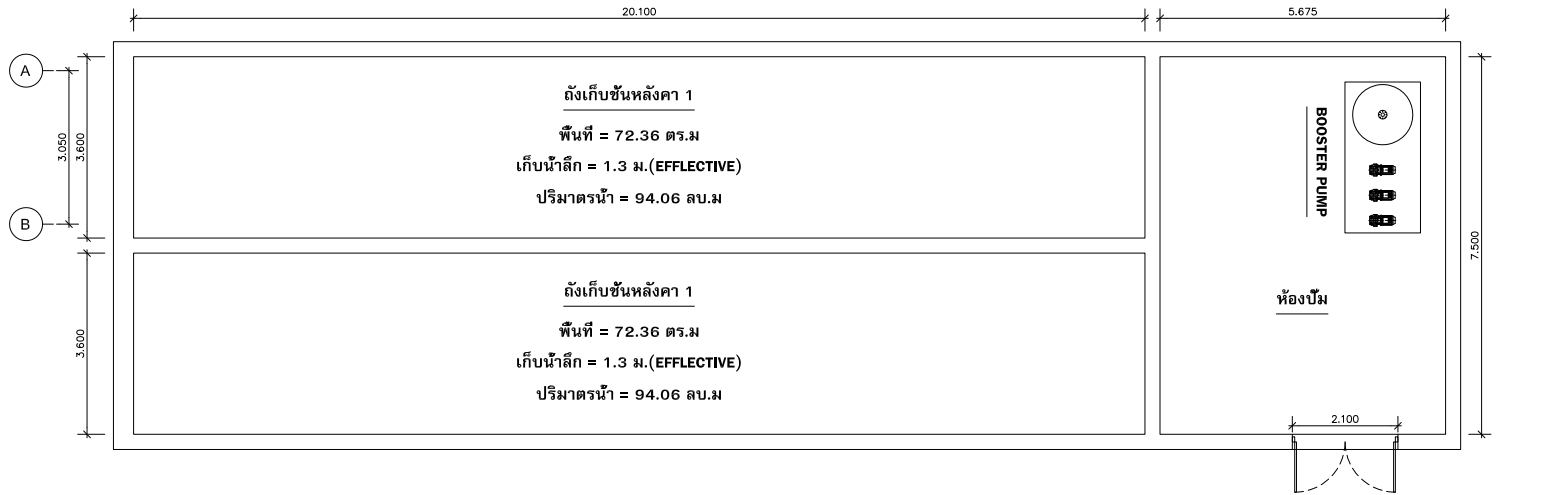 20.100
5.675
A
B
3.050
3.600
3.600
ถังเก็บชั้นหลังคา 1
พื้นที่ = 72.36 ตร.ม
เก็บน้ำลึก = 1.3 ม.(EFFLECTIVE)
ปริมาตรน้ำ = 94.06 ลบ.ม
ถังเก็บชั้นหลังคา 1
พื้นที่ = 72.36 ตร.ม
เก็บน้ำลึก = 1.3 ม.(EFFLECTIVE)
ปริมาตรน้ำ = 94.06 ลบ.ม
BOOSTER PUMP
ห้องปั๊ม
7.500
2.100